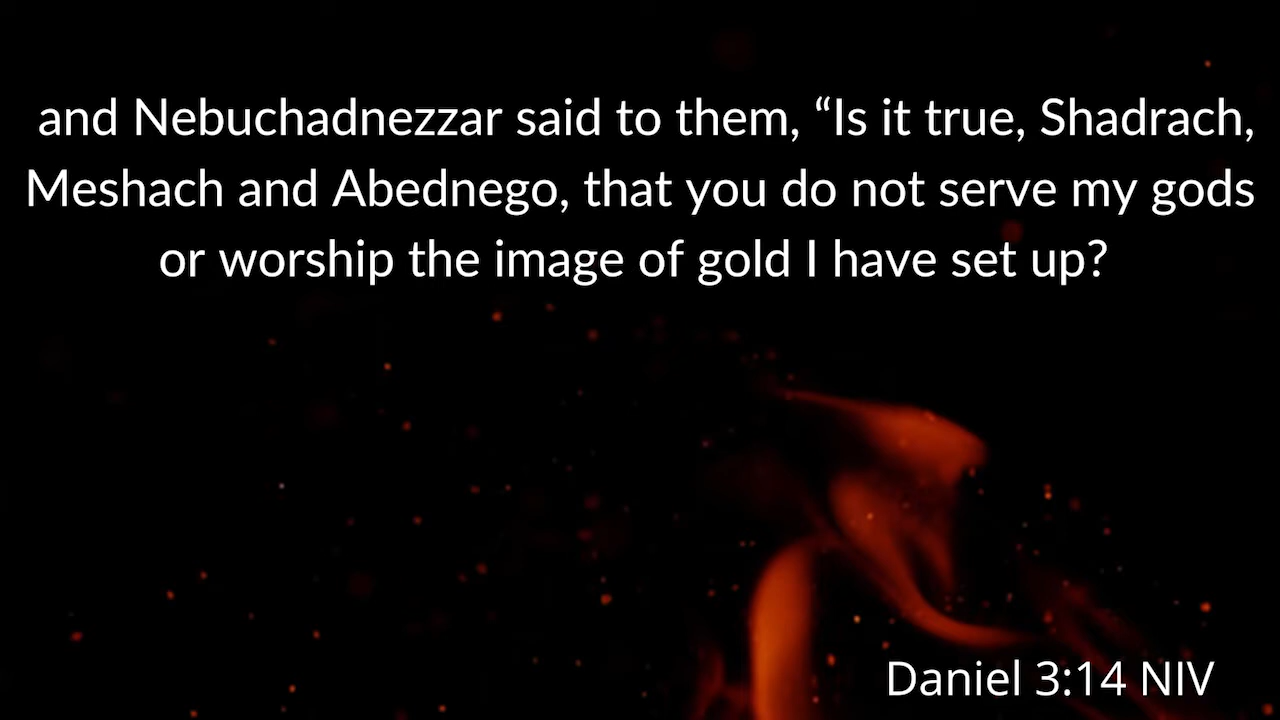 and Nebuchadnezzar said to them, “Is it true, Shadrach,
Meshach and Abednego, that you do not serve my gods
or worship the image of gold I have set up?
Daniel 3:14 NIV